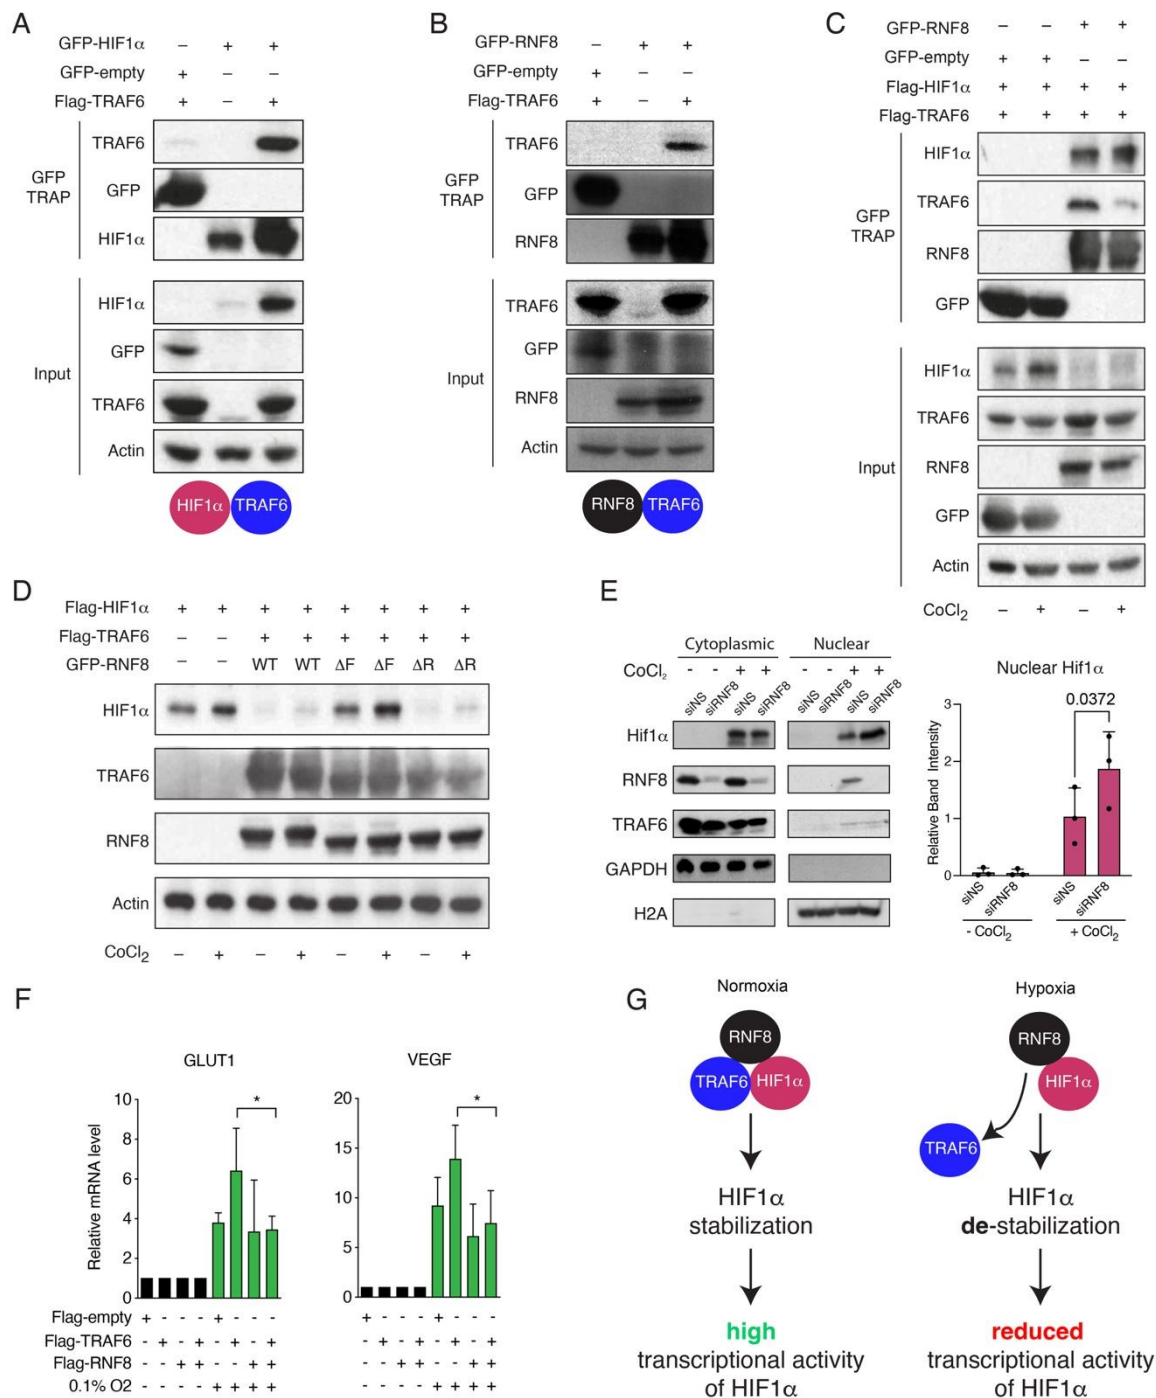 A
GFP-HIF1α – + +
GFP-empty + – –
Flag-TRAF6 + – +
GFP TRAP
TRAF6
GFP
HIF1α
Input
HIF1α
GFP
TRAF6
Actin
HIF1α TRAF6
B
GFP-RNF8 – + +
GFP-empty + – –
Flag-TRAF6 + – +
GFP TRAP
TRAF6
GFP
RNF8
Input
TRAF6
GFP
RNF8
Actin
RNF8 TRAF6
C
GFP-RNF8 – – + +
GFP-empty + + – –
Flag-HIF1α + + + +
Flag-TRAF6 + + + +
GFP TRAP
HIF1α
TRAF6
RNF8
GFP
Input
HIF1α
TRAF6
RNF8
GFP
Actin
CoCl2 – + – +
D
Flag-HIF1α + + + + + + + +
Flag-TRAF6 – – + + + + + +
GFP-RNF8 – – WT WT ΔF ΔF ΔR ΔR
HIF1α
TRAF6
RNF8
Actin
CoCl2 – + – + – + – +
E
Cytoplasmic Nuclear
CoCl2 - - + + - - + +
siNS siRNF8 siNS siRNF8 siNS siRNF8 siNS siRNF8
Hif1α
RNF8
TRAF6
GAPDH
H2A
Nuclear Hif1α
0.0372
Relative Band Intensity
3
2
1
0
siNS siRNF8 siNS siRNF8
- CoCl2 + CoCl2
F
GLUT1
*
Relative mRNA level
10
8
6
4
2
0
VEGF
*
20
15
10
5
0
Flag-empty + - - - + - - - + - - - + - - -
Flag-TRAF6 - + - + - + - + - + - + - + - +
Flag-RNF8 - - + + - - + + - - + + - - + +
0.1% O2 - - - - + + + + - - - - + + + +
G
Normoxia
RNF8
TRAF6 HIF1α
HIF1α
stabilization
high
transcriptional activity
of HIF1α
Hypoxia
RNF8
HIF1α
TRAF6
HIF1α
de-stabilization
reduced
transcriptional activity
of HIF1α